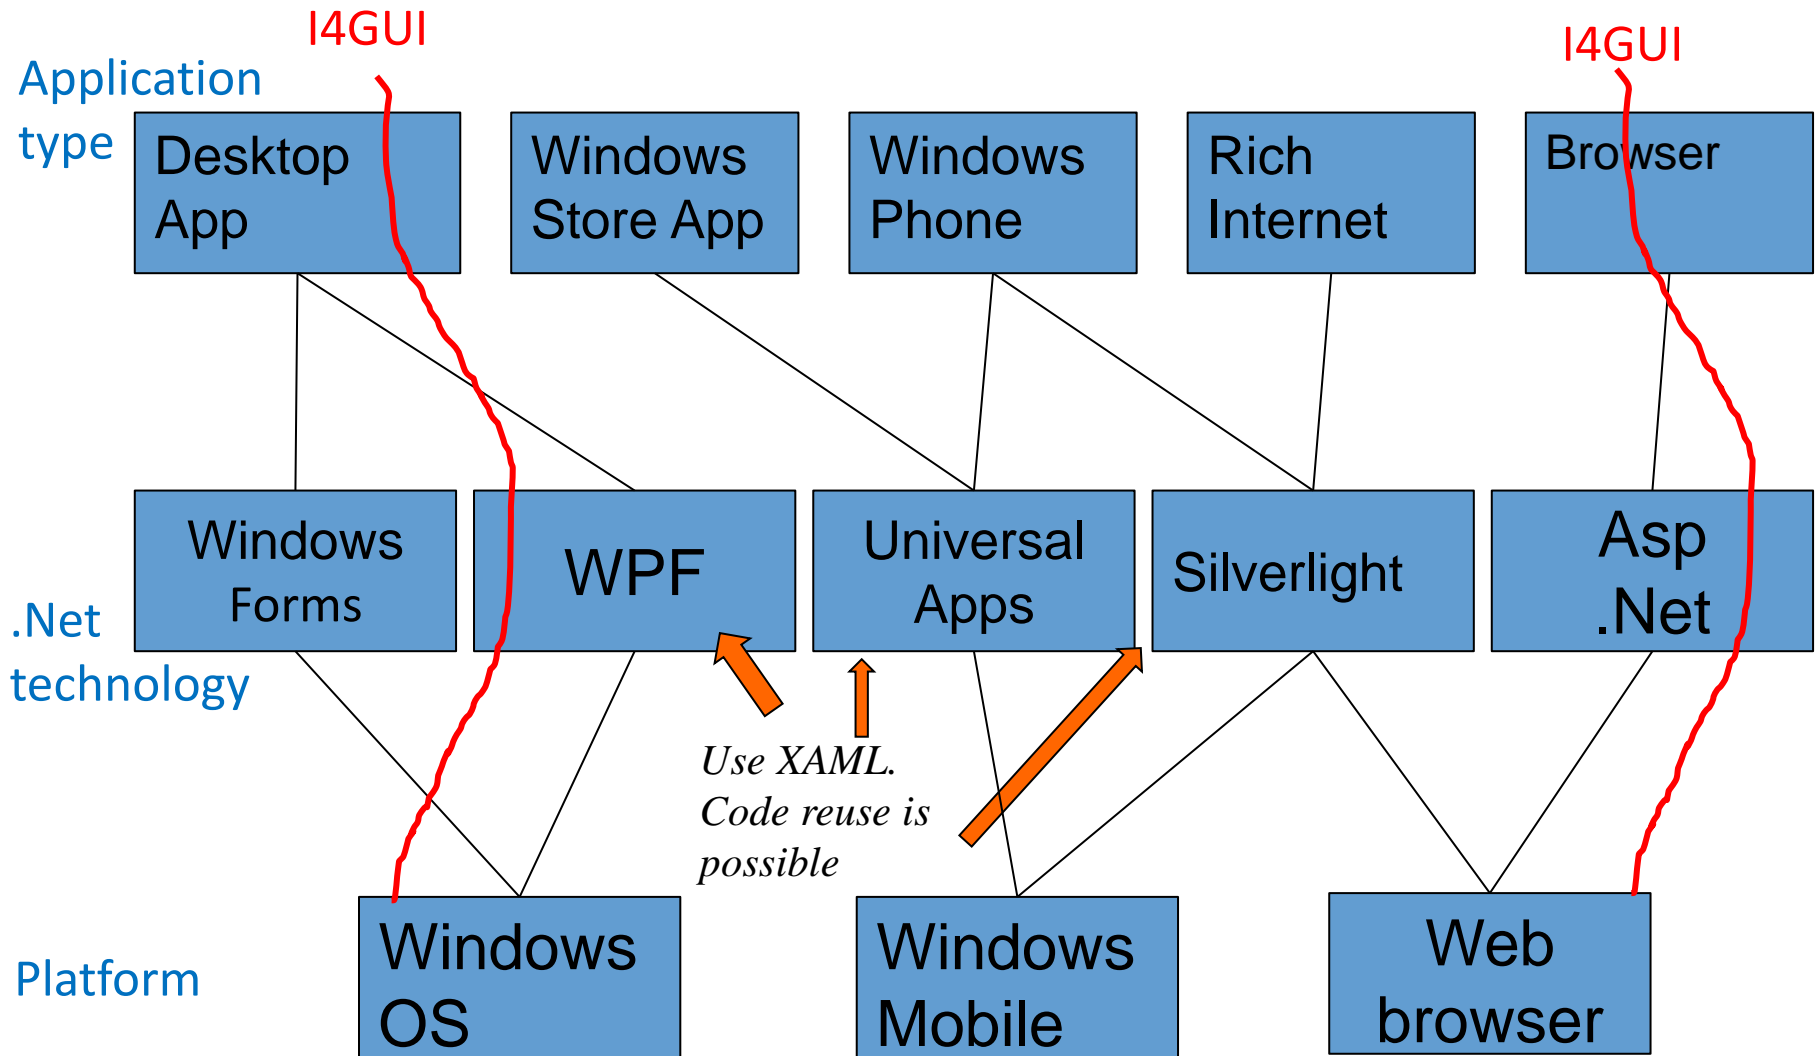 I4GUI
I4GUI
Application
type
Desktop
App
Windows
Store App
Windows
Phone
Rich
Internet
Browser
Windows
Forms
WPF
Universal
Apps
Silverlight
Asp
.Net
.Net
technology
Use XAML.
Code reuse is
possible
Platform
Windows
OS
Windows
Mobile
Web
browser